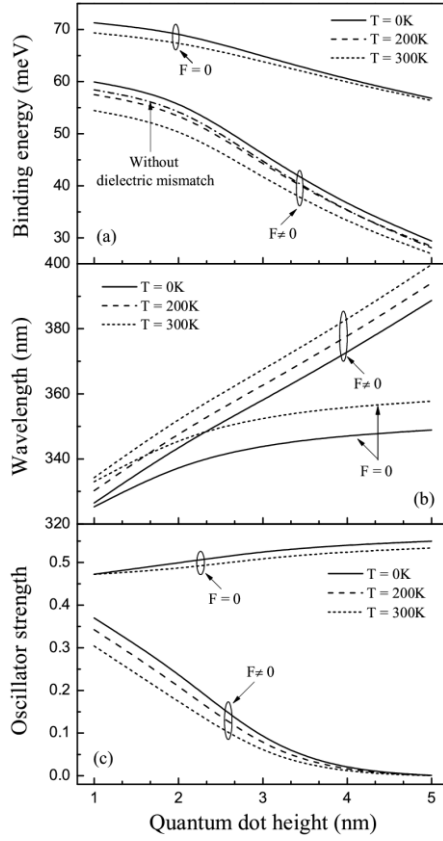 70
60
50
40
30
Binding energy (meV)
T = 0K
T = 200K
T = 300K
F = 0
Without
dielectric mismatch
F≠ 0
(a)
400
380
360
340
320
Wavelength (nm)
T = 0K
T = 200K
T = 300K
F≠ 0
F = 0
(b)
0.5
0.4
0.3
0.2
0.1
0.0
Oscillator strength
T = 0K
T = 200K
T = 300K
F = 0
F≠ 0
(c)
1 2 3 4 5
Quantum dot height (nm)